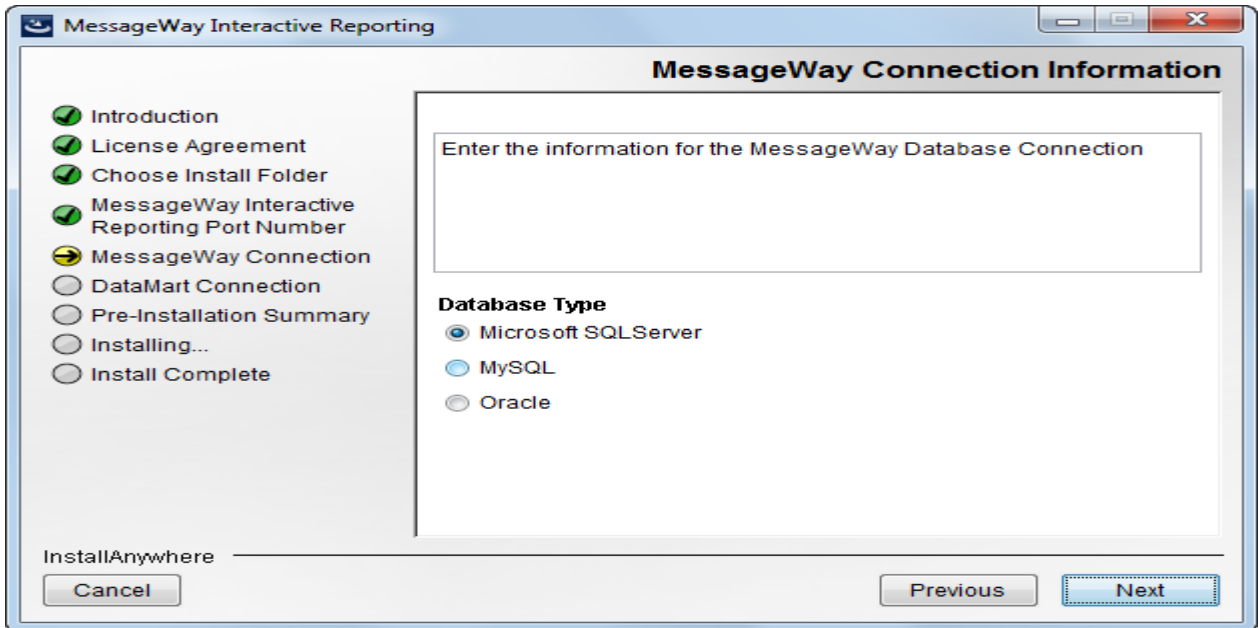 MessageWay Interactive Reporting
MessageWay Connection Information
Introduction
License Agreement
Choose Install Folder
MessageWay Interactive
Reporting Port Number
MessageWay Connection
DataMart Connection
Pre-Installation Summary
Installing...
Install Complete
Enter the information for the MessageWay Database Connection
Database Type
Microsoft SQLServer
MySQL
Oracle
InstallAnywhere
Cancel
Previous
Next